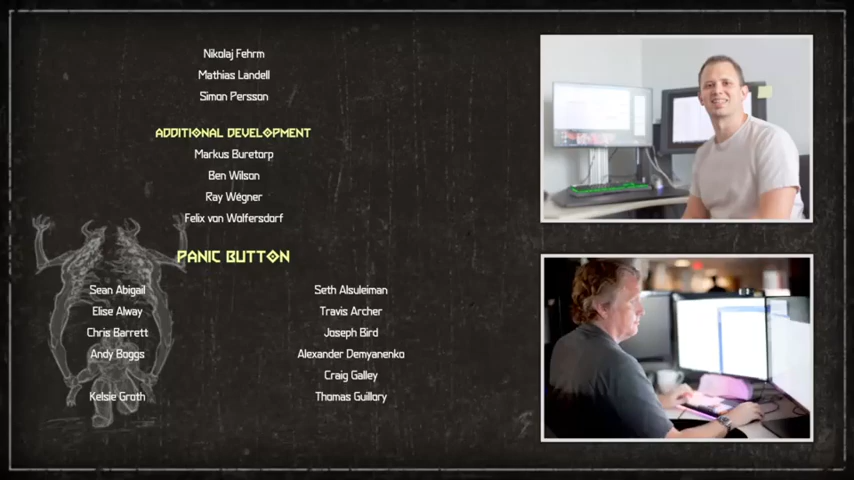 Nikolaj Fehrm
Mathias Landell
Simon Persson
ADDITIONAL DEVELOPMENT
Markus Buretorp
Ben Wilson
Ray Wegner
Felix von Wolfersdorf
PANIC BUTTON
Sean Abigail
Seth Alsuleiman
Elise Alway
Travis Archer
Chris Barrett
Joseph Bird
Andy Boggs
Alexander Demyanenko
Craig Galley
Kelsie Groth
Thomas Guillory